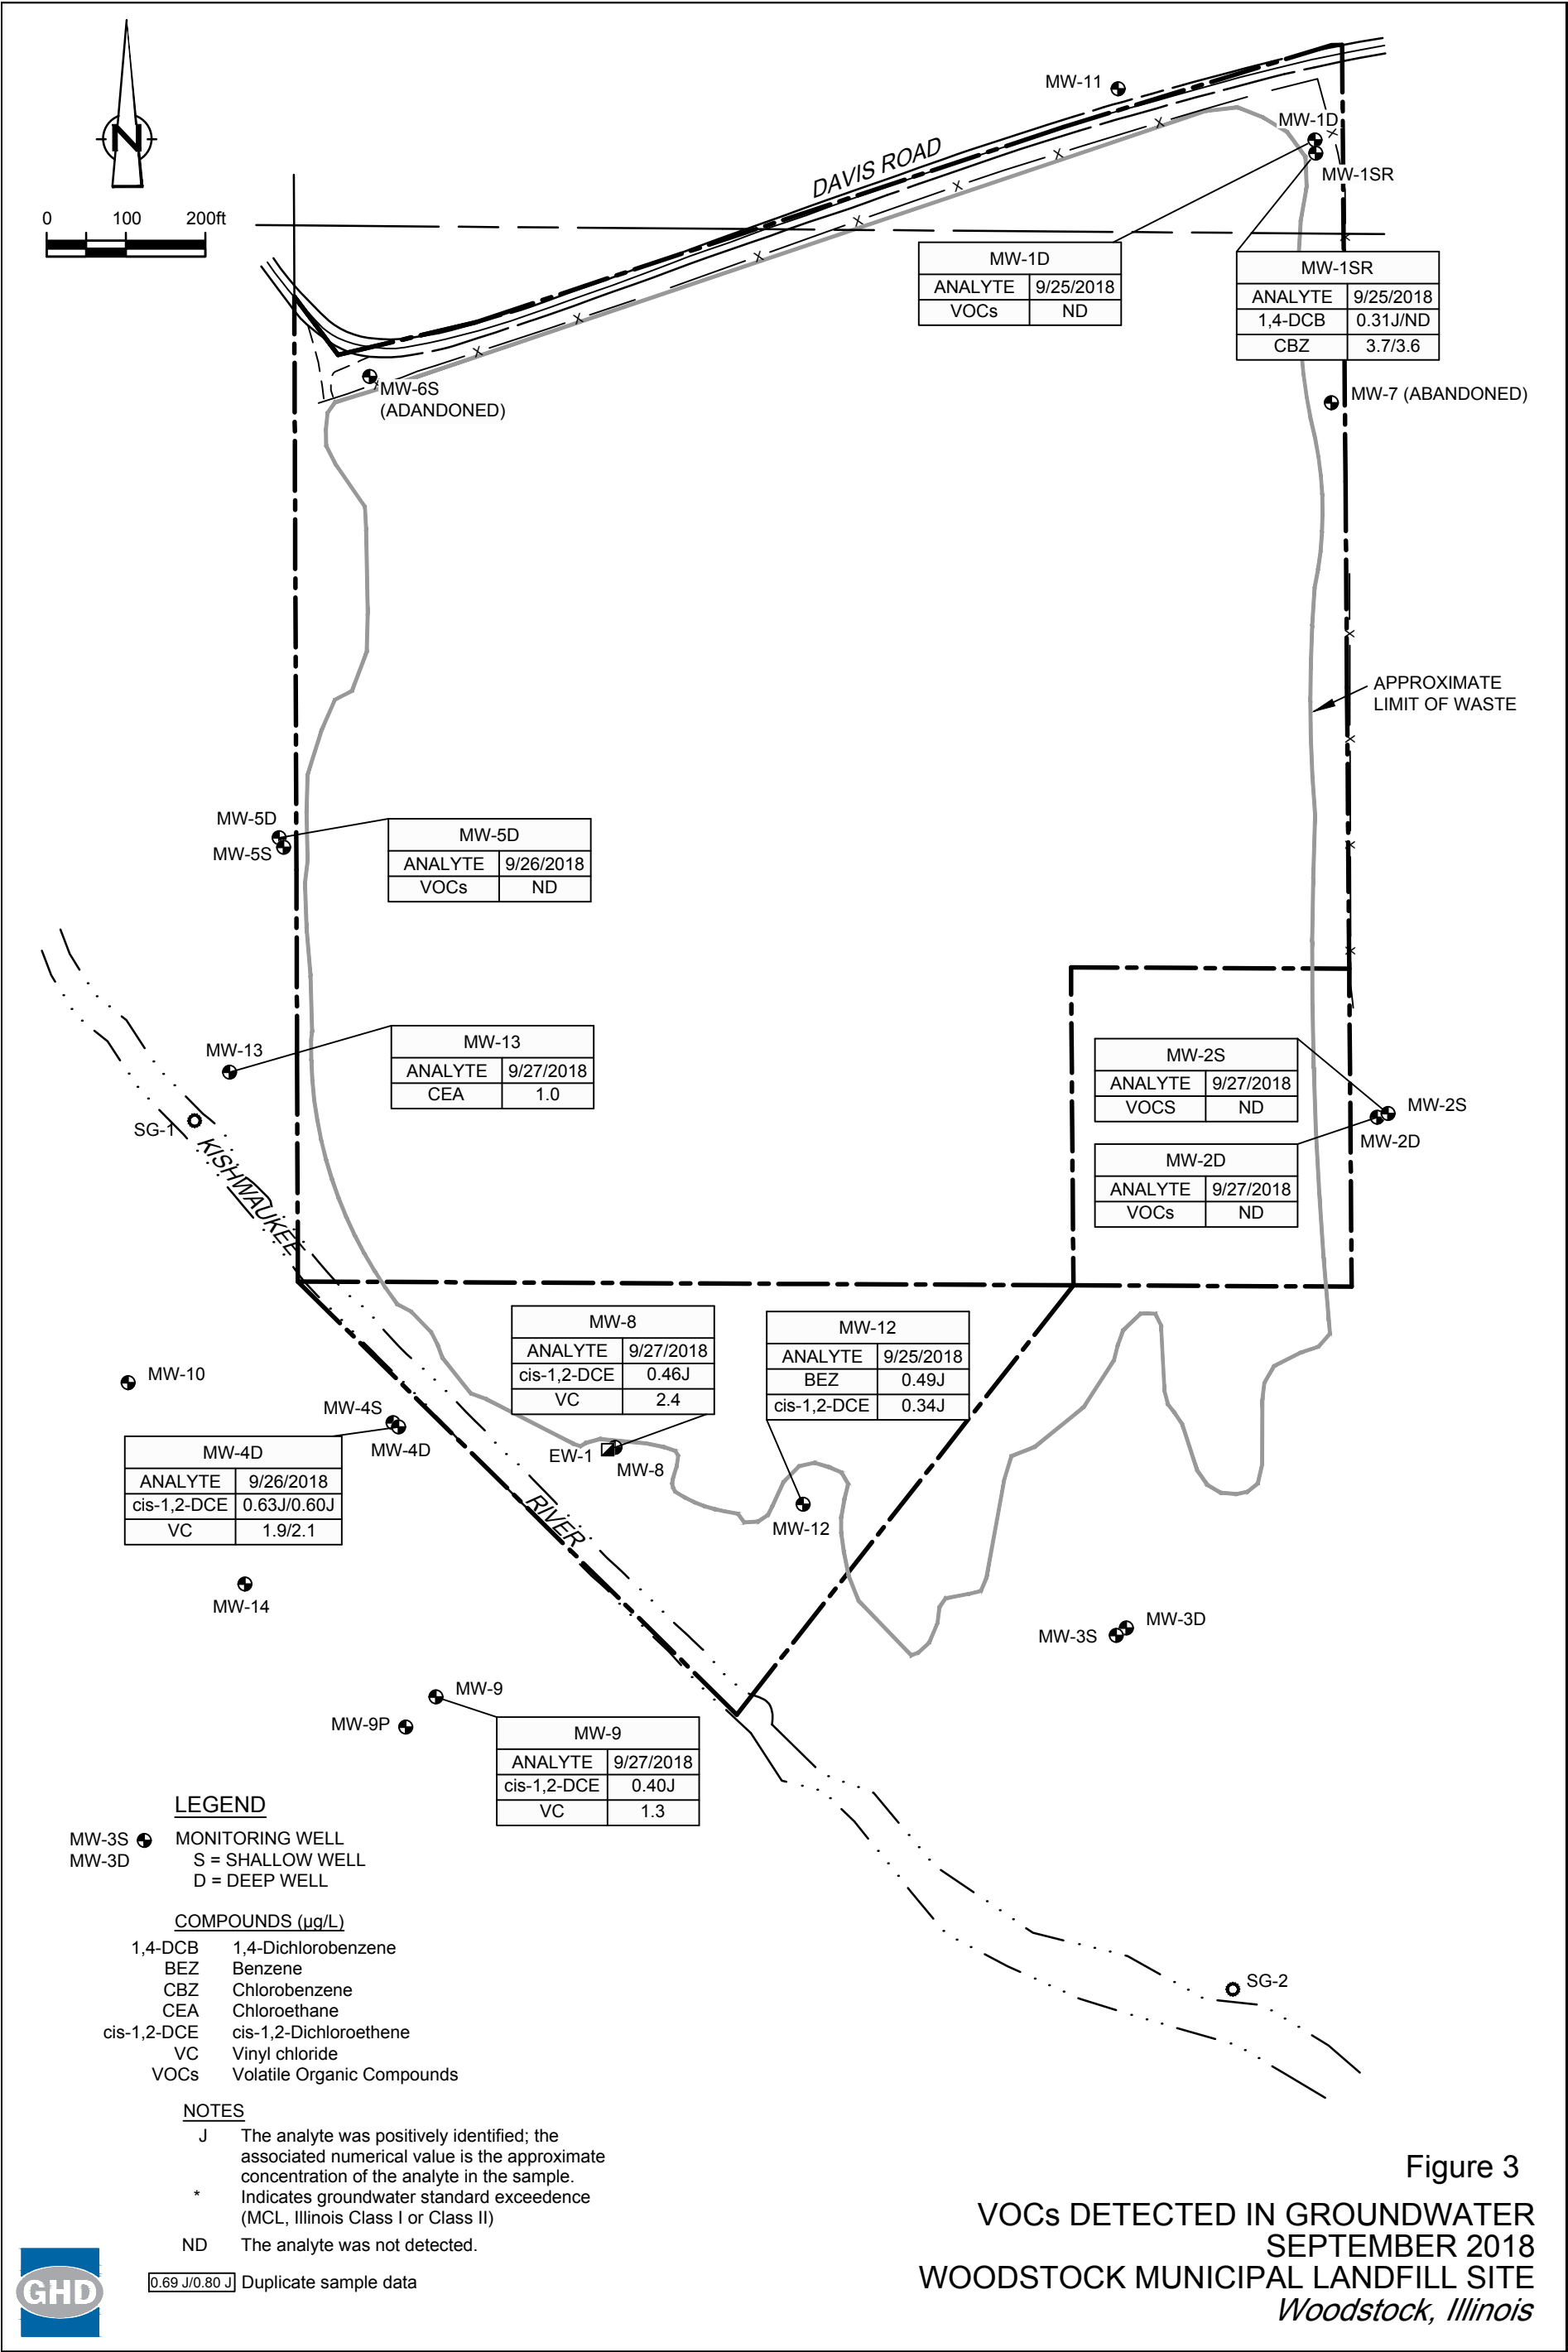 N
0 100 200ft
MW-11
DAVIS ROAD
MW-1D
MW-1SR
MW-1D
ANALYTE 9/25/2018
VOCs ND
MW-1SR
ANALYTE 9/25/2018
1,4-DCB 0.31J/ND
CBZ 3.7/3.6
MW-6S
(ADANDONED)
MW-7 (ABANDONED)
APPROXIMATE
LIMIT OF WASTE
MW-5D
MW-5S
MW-5D
ANALYTE 9/26/2018
VOCs ND
MW-13
MW-13
ANALYTE 9/27/2018
CEA 1.0
SG-1
KISHWAUKEE
MW-2S
ANALYTE 9/27/2018
VOCS ND
MW-2S
MW-2D
MW-2D
ANALYTE 9/27/2018
VOCs ND
MW-8
ANALYTE 9/27/2018
cis-1,2-DCE 0.46J
VC 2.4
MW-12
ANALYTE 9/25/2018
BEZ 0.49J
cis-1,2-DCE 0.34J
MW-10
MW-4S
MW-4D
MW-4D
ANALYTE 9/26/2018
cis-1,2-DCE 0.63J/0.60J
VC 1.9/2.1
EW-1
MW-8
RIVER
MW-12
MW-14
MW-3S
MW-3D
MW-9
MW-9P
MW-9
ANALYTE 9/27/2018
cis-1,2-DCE 0.40J
VC 1.3
SG-2
LEGEND
MW-3S MONITORING WELL
MW-3D S = SHALLOW WELL
D = DEEP WELL
COMPOUNDS (µg/L)
1,4-DCB 1,4-Dichlorobenzene
BEZ Benzene
CBZ Chlorobenzene
CEA Chloroethane
cis-1,2-DCE cis-1,2-Dichloroethene
VC Vinyl chloride
VOCs Volatile Organic Compounds
NOTES
J The analyte was positively identified; the
associated numerical value is the approximate
concentration of the analyte in the sample.
* Indicates groundwater standard exceedence
(MCL, Illinois Class I or Class II)
ND The analyte was not detected.
0.69 J/0.80 J Duplicate sample data
GHD
Figure 3
VOCs DETECTED IN GROUNDWATER
SEPTEMBER 2018
WOODSTOCK MUNICIPAL LANDFILL SITE
Woodstock, Illinois